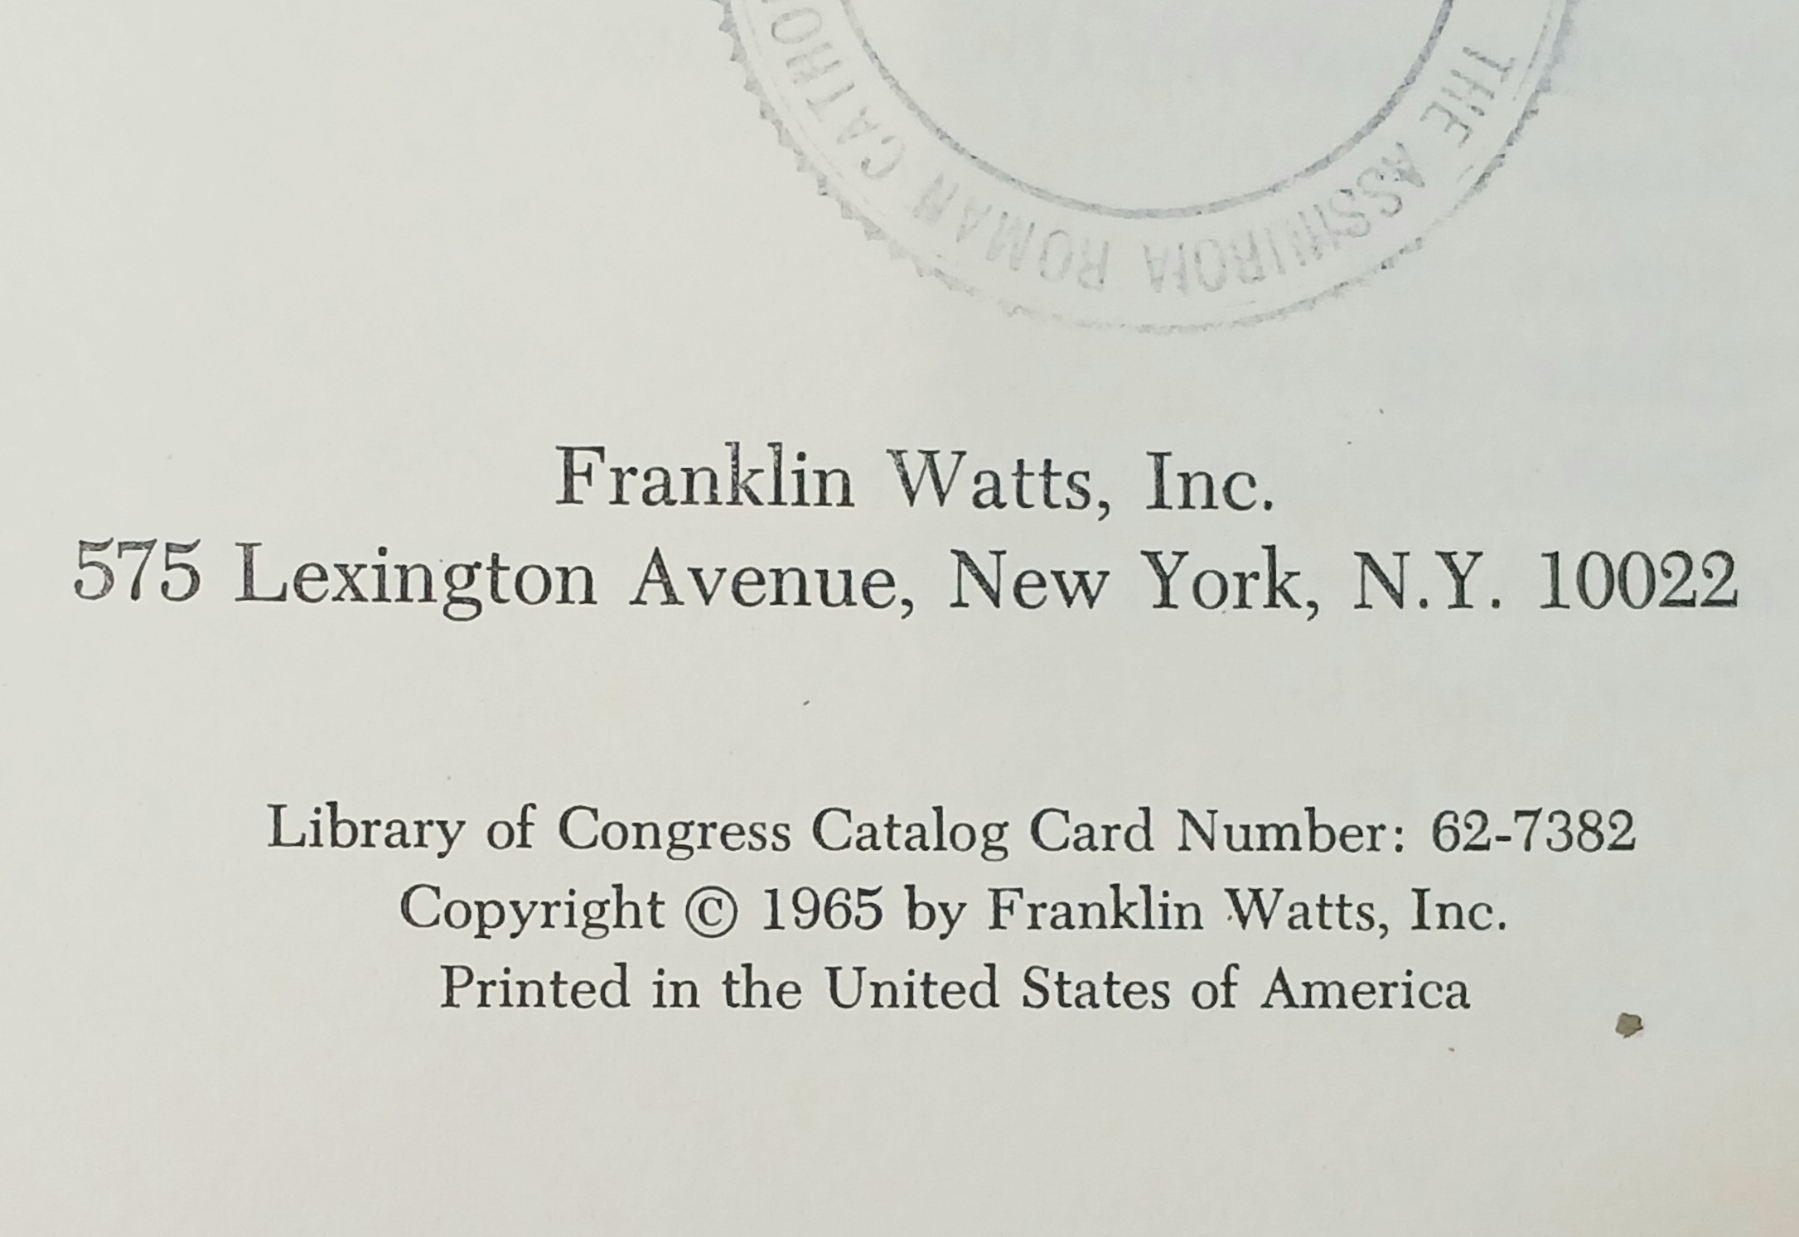 THE ASSINIBOIA ROMAN
Franklin Watts, Inc.
575 Lexington Avenue, New York, N.Y. 10022
Library of Congress Catalog Card Number: 62-7382
Copyright © 1965 by Franklin Watts, Inc.
Printed in the United States of America